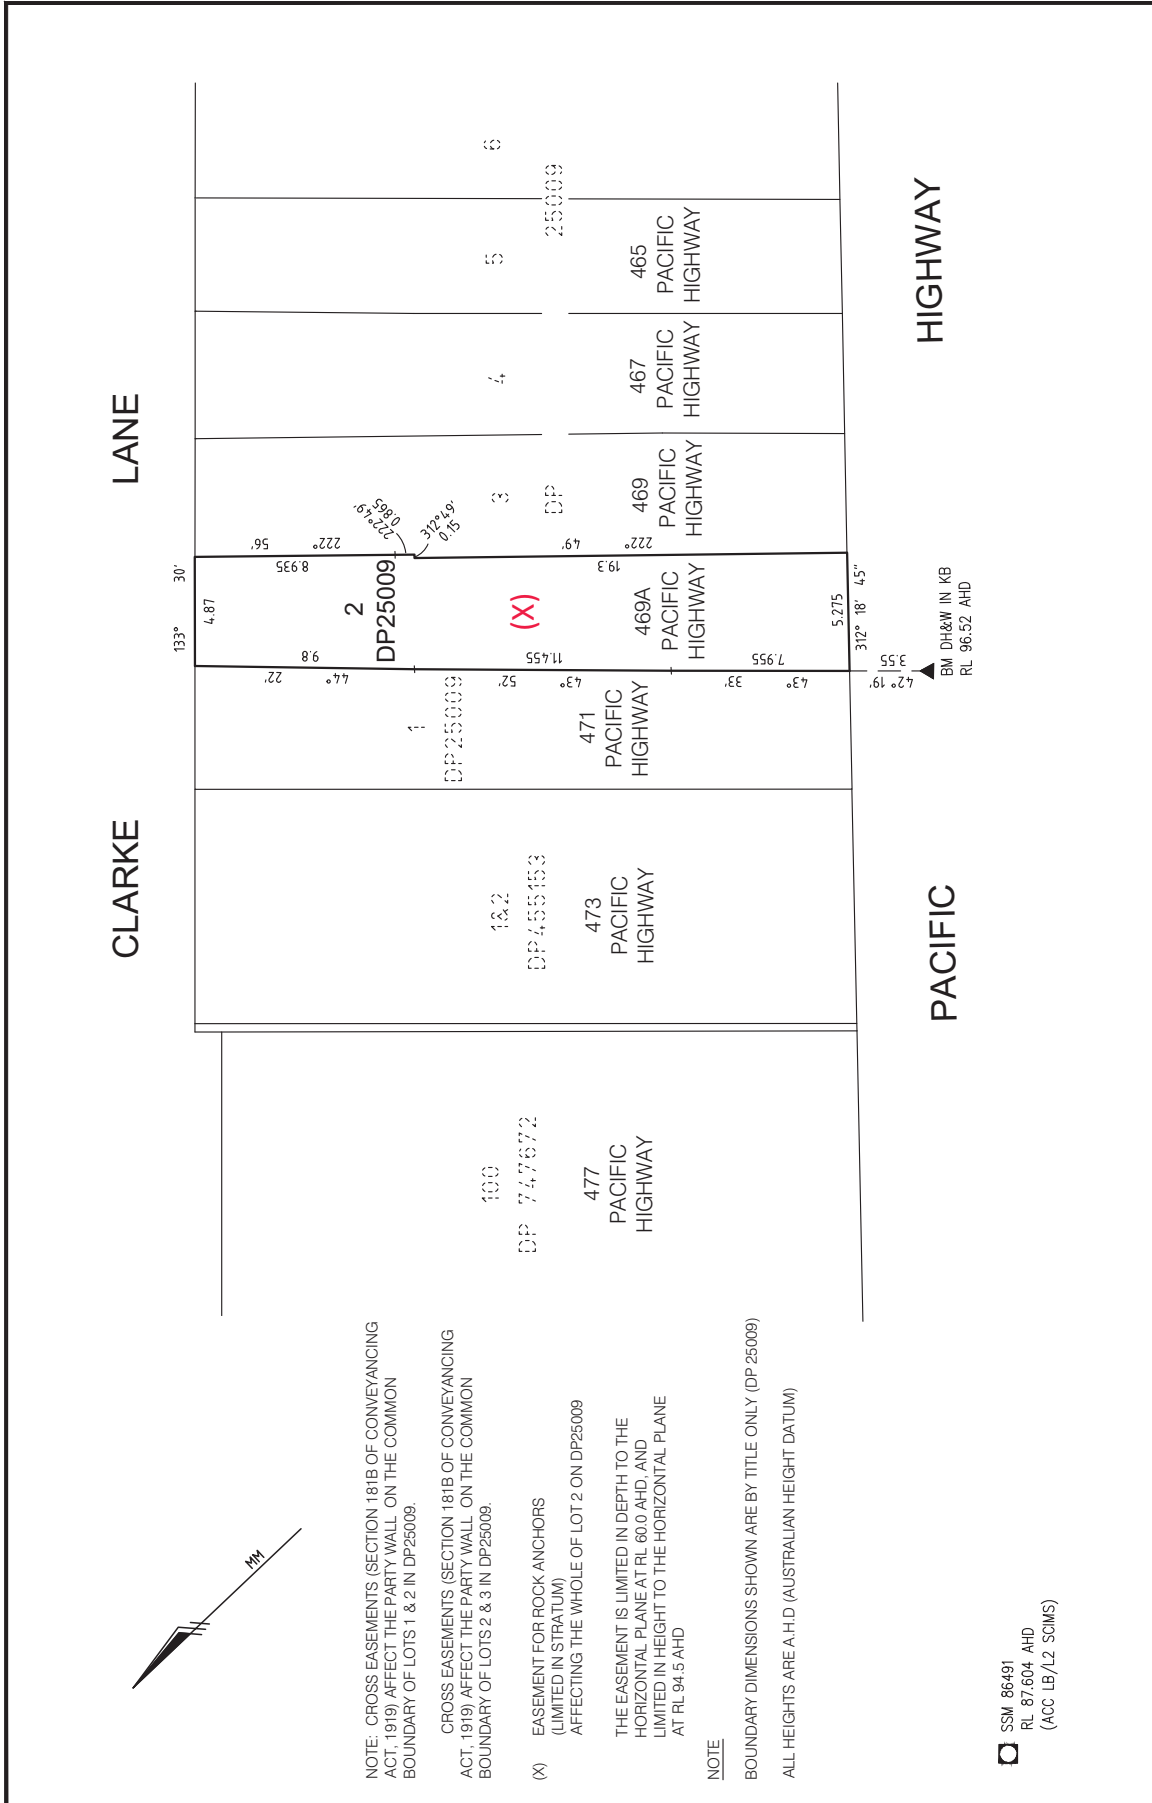 CLARKE
LANE
6
5
4
3
25009
DP
465
PACIFIC
HIGHWAY
467
PACIFIC
HIGHWAY
469
PACIFIC
HIGHWAY
133°
30'
4.87
222°
56'
8.935
222°49'
0.865
312°49'
0.15
222°
49'
19.3
2
DP25009
(X)
469A
PACIFIC
HIGHWAY
5.275
312° 18' 45"
44°
22'
9.8
43°
52'
11.455
43°
33'
7.955
42° 19'
3.55
BM DH&W IN KB
RL 96.52 AHD
1
DP25009
471
PACIFIC
HIGHWAY
1&2
DP455153
473
PACIFIC
HIGHWAY
100
DP 747672
477
PACIFIC
HIGHWAY
PACIFIC
HIGHWAY
MM
NOTE: CROSS EASEMENTS (SECTION 181B OF CONVEYANCING
ACT, 1919) AFFECT THE PARTY WALL ON THE COMMON
BOUNDARY OF LOTS 1 & 2 IN DP25009.
CROSS EASEMENTS (SECTION 181B OF CONVEYANCING
ACT, 1919) AFFECT THE PARTY WALL ON THE COMMON
BOUNDARY OF LOTS 2 & 3 IN DP25009.
(X) EASEMENT FOR ROCK ANCHORS
(LIMITED IN STRATUM)
AFFECTING THE WHOLE OF LOT 2 ON DP25009
THE EASEMENT IS LIMITED IN DEPTH TO THE
HORIZONTAL PLANE AT RL 60.0 AHD, AND
LIMITED IN HEIGHT TO THE HORIZONTAL PLANE
AT RL 94.5 AHD
NOTE
BOUNDARY DIMENSIONS SHOWN ARE BY TITLE ONLY (DP 25009)
ALL HEIGHTS ARE A.H.D (AUSTRALIAN HEIGHT DATUM)
SSM 86491
RL 87.604 AHD
(ACC LB/L2 SCIMS)